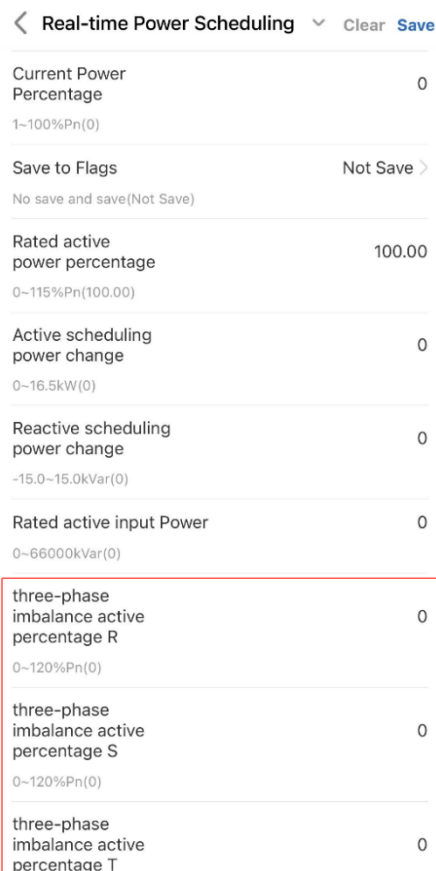 Real-time Power Scheduling Clear Save
Current Power
Percentage
0
1~100%Pn(0)
Save to Flags
Not Save
No save and save(Not Save)
Rated active
power percentage
100.00
0~115%Pn(100.00)
Active scheduling
power change
0
0~16.5kW(0)
Reactive scheduling
power change
0
-15.0~15.0kVar(0)
Rated active input Power
0
0~66000kVar(0)
three-phase
imbalance active
percentage R
0
0~120%Pn(0)
three-phase
imbalance active
percentage S
0
0~120%Pn(0)
three-phase
imbalance active
percentage T
0